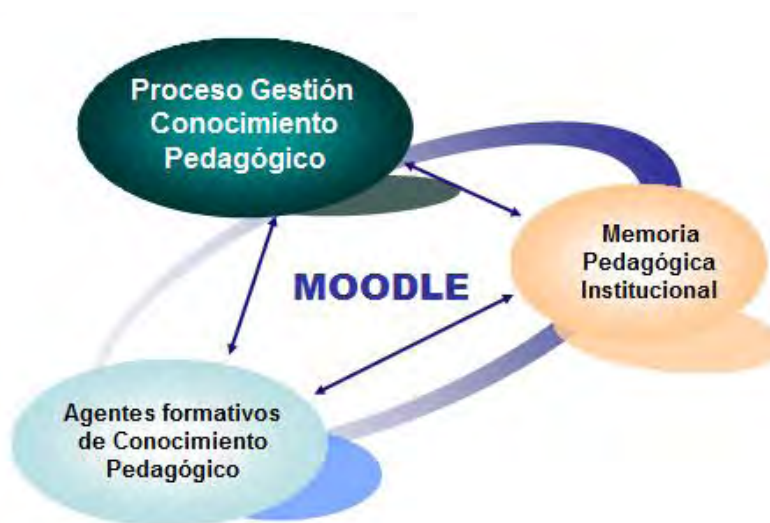 Proceso Gestión
Conocimiento
Pedagógico
Memoria
Pedagógica
Institucional
MOODLE
Agentes formativos
de Conocimiento
Pedagógico